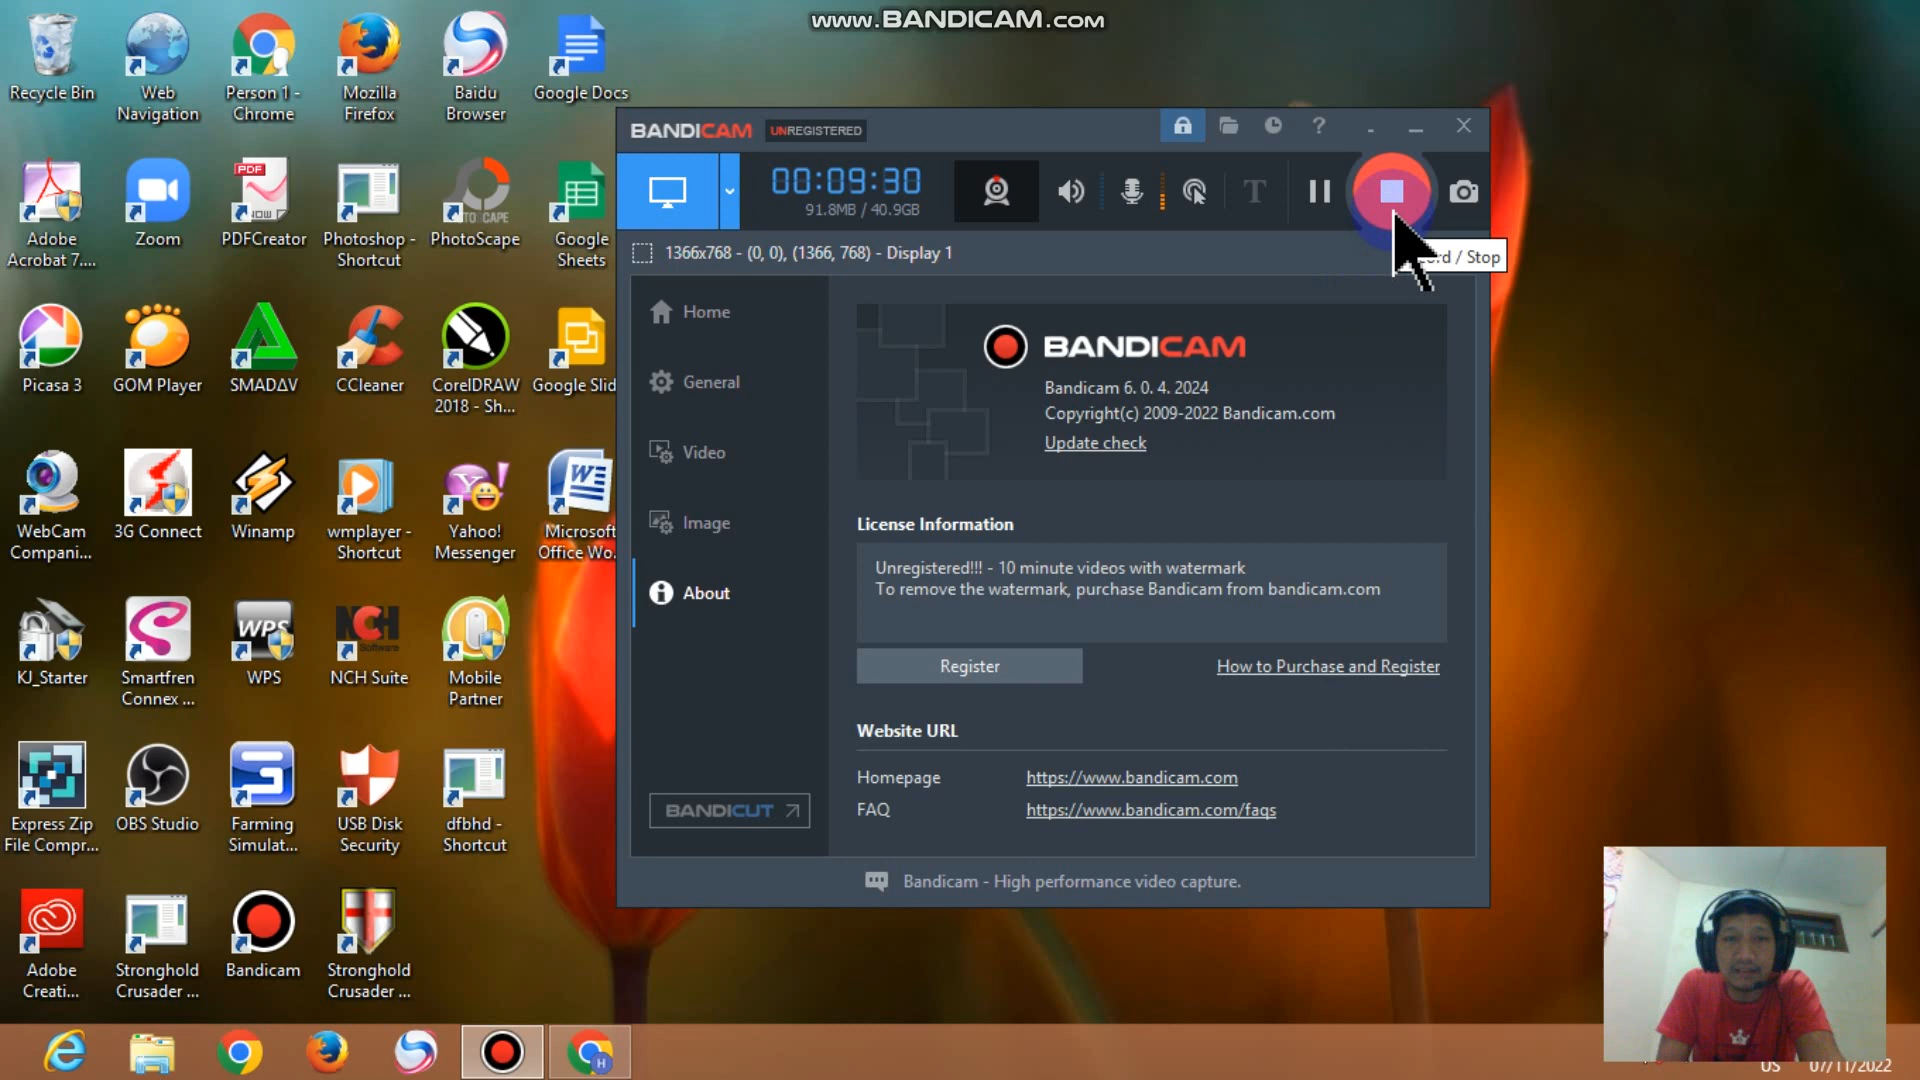 www.BANDICAM.com
Recycle Bin
Web
Navigation
Person 1 -
Chrome
Mozilla
Firefox
Baidu
Browser
Google Docs
Adobe
Acrobat 7....
Zoom
PDFCreator
Photoshop -
Shortcut
PhotoScape
Google
Sheets
Picasa 3
GOM Player
SMADΔV
CCleaner
CorelDRAW
2018 - Sh...
Google Slid
WebCam
Compani...
3G Connect
Winamp
wmplayer -
Shortcut
Yahoo!
Messenger
Microsoft
Office Wo.
KJ_Starter
Smartfren
Connex ...
WPS
NCH Suite
Mobile
Partner
Express Zip
File Compr...
OBS Studio
Farming
Simulat...
USB Disk
Security
dfbhd -
Shortcut
Adobe
Creati...
Stronghold
Crusader ...
Bandicam
Stronghold
Crusader ...
BANDICAM UNREGISTERED
00:09:30
91.8MB / 40.9GB
1366x768 - (0, 0), (1366, 768) - Display 1
/ Stop
Home
General
Video
Image
About
BANDICUT
BANDICAM
Bandicam 6. 0. 4. 2024
Copyright(c) 2009-2022 Bandicam.com
Update check
License Information
Unregistered!!! - 10 minute videos with watermark
To remove the watermark, purchase Bandicam from bandicam.com
Register
How to Purchase and Register
Website URL
Homepage https://www.bandicam.com
FAQ https://www.bandicam.com/faqs
Bandicam - High performance video capture.
US 07/11/2022